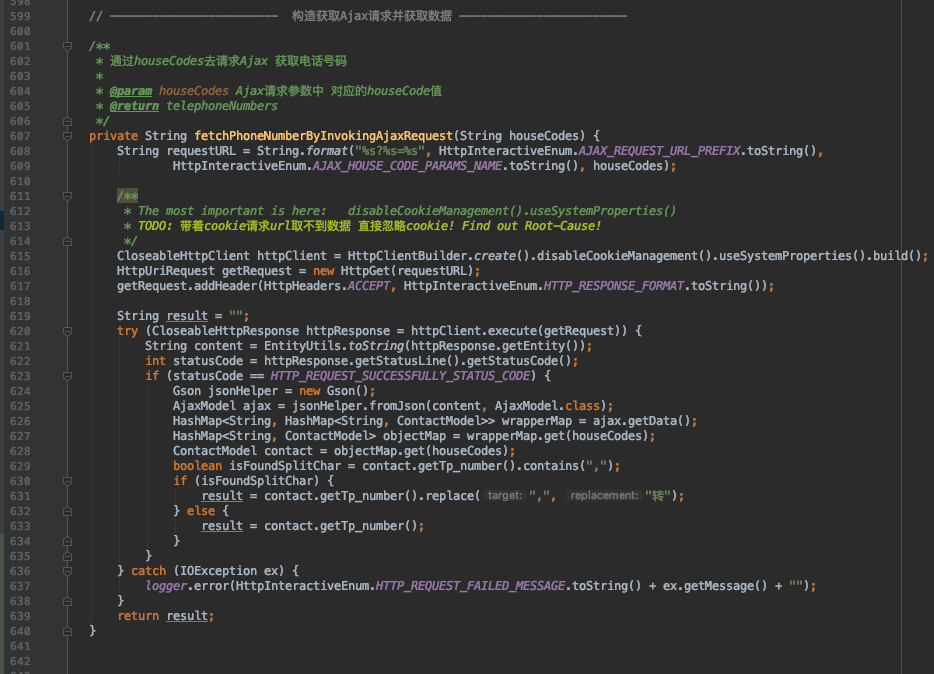 598
599 // ———————————————————————— 构造获取Ajax请求并获取数据 ————————————————————————
600
601 /**
602 * 通过houseCodes去请求Ajax 获取电话号码
603 *
604 * @param houseCodes Ajax请求参数中 对应的houseCode值
605 * @return telephoneNumbers
606 */
607 private String fetchPhoneNumberByInvokingAjaxRequest(String houseCodes) {
608 String requestURL = String.format("%s?%s=%s", HttpInteractiveEnum.AJAX_REQUEST_URL_PREFIX.toString(),
609 HttpInteractiveEnum.AJAX_HOUSE_CODE_PARAMS_NAME.toString(), houseCodes);
610
611 /**
612 * The most important is here: disableCookieManagement().useSystemProperties()
613 * TODO: 带着cookie请求url取不到数据 直接忽略cookie! Find out Root-Cause!
614 */
615 CloseableHttpClient httpClient = HttpClientBuilder.create().disableCookieManagement().useSystemProperties().build();
616 HttpUriRequest getRequest = new HttpGet(requestURL);
617 getRequest.addHeader(HttpHeaders.ACCEPT, HttpInteractiveEnum.HTTP_RESPONSE_FORMAT.toString());
618
619 String result = "";
620 try (CloseableHttpResponse httpResponse = httpClient.execute(getRequest)) {
621 String content = EntityUtils.toString(httpResponse.getEntity());
622 int statusCode = httpResponse.getStatusLine().getStatusCode();
623 if (statusCode == HTTP_REQUEST_SUCCESSFULLY_STATUS_CODE) {
624 Gson jsonHelper = new Gson();
625 AjaxModel ajax = jsonHelper.fromJson(content, AjaxModel.class);
626 HashMap<String, HashMap<String, ContactModel>> wrapperMap = ajax.getData();
627 HashMap<String, ContactModel> objectMap = wrapperMap.get(houseCodes);
628 ContactModel contact = objectMap.get(houseCodes);
629 boolean isFoundSplitChar = contact.getTp_number().contains(",");
630 if (isFoundSplitChar) {
631 result = contact.getTp_number().replace( target: ",", replacement: "转");
632 } else {
633 result = contact.getTp_number();
634 }
635 }
636 } catch (IOException ex) {
637 logger.error(HttpInteractiveEnum.HTTP_REQUEST_FAILED_MESSAGE.toString() + ex.getMessage() + "");
638 }
639 return result;
640 }
641
642